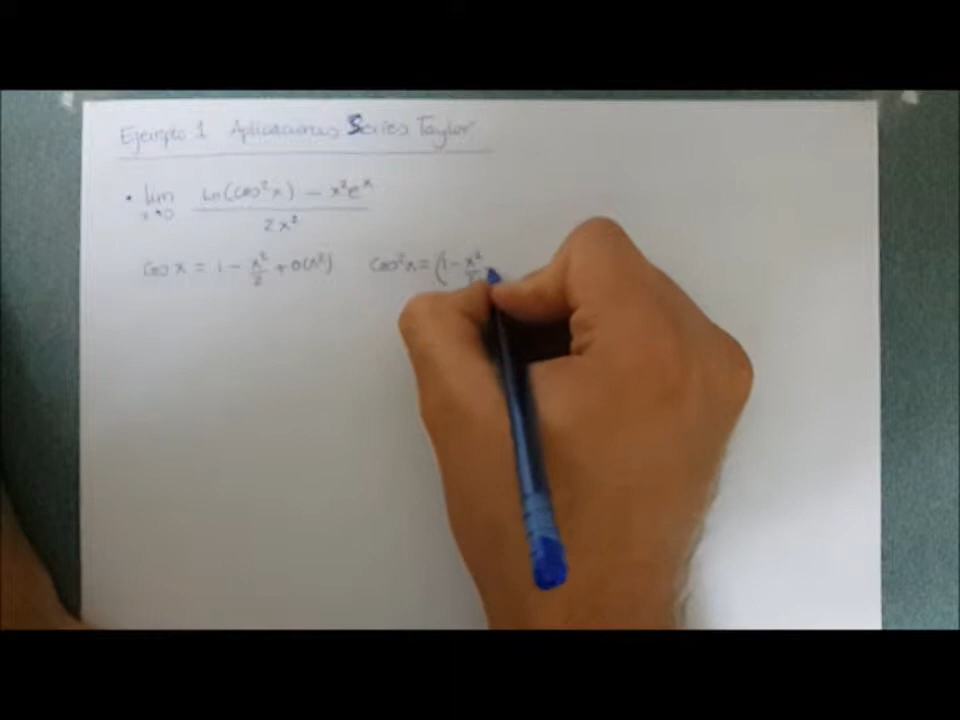 Ejemplo 1 Aplicaciones Series Taylor
• lim x→0 Ln(cos²x) - x²eˣ / 2x²
cos x = 1 - x²/2 + o(x²) cos²x = (1 - x²/2